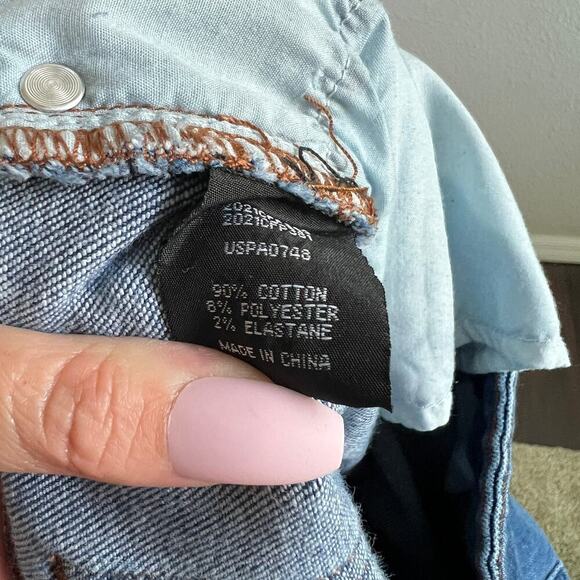 USPA0748
90% COTTON
8% POLYESTER
2% ELASTANE
MADE IN CHINA